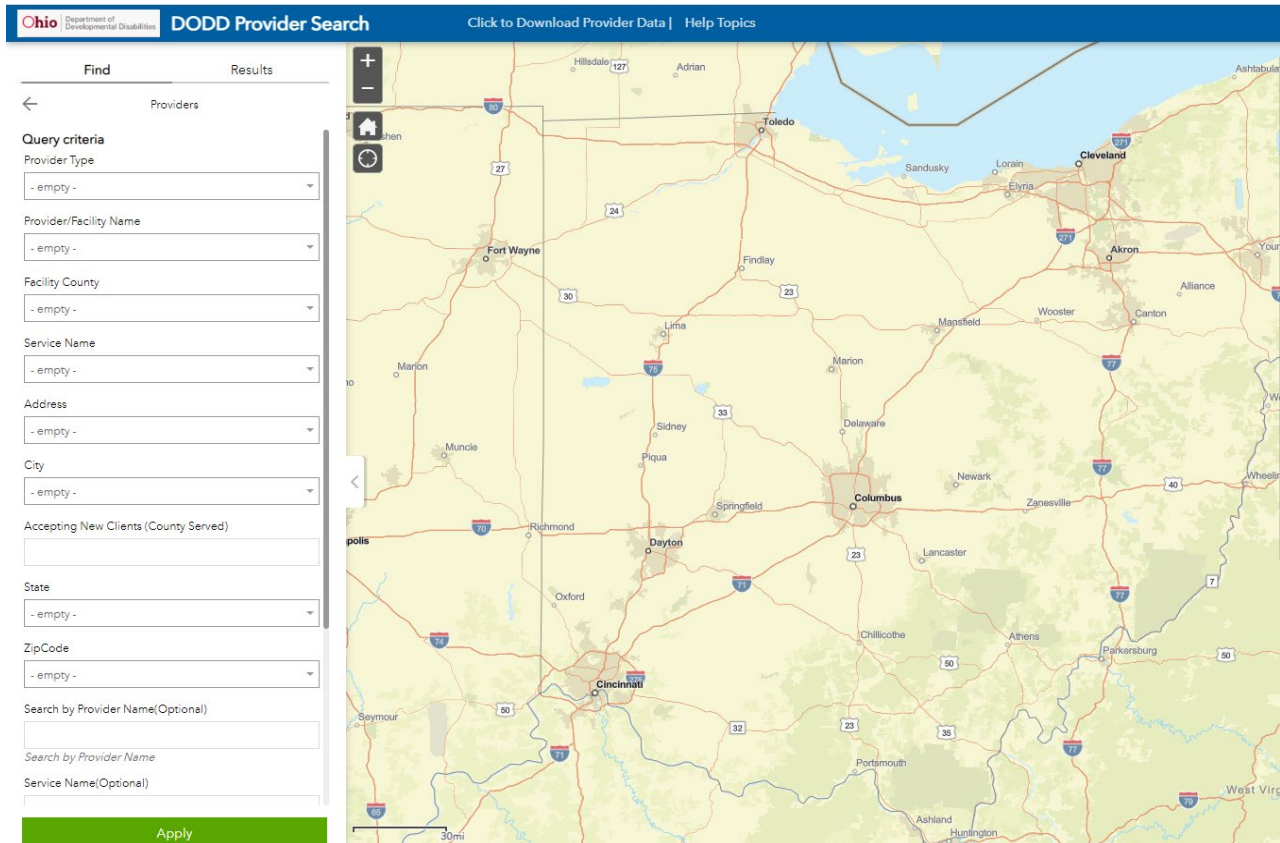 Ohio Department of Developmental Disabilities DODD Provider Search Click to Download Provider Data | Help Topics
Find Results
Providers
Query criteria
Provider Type
- empty -
Provider/Facility Name
- empty -
Facility County
- empty -
Service Name
- empty -
Address
- empty -
City
- empty -
Accepting New Clients (County Served)
State
- empty -
ZipCode
- empty -
Search by Provider Name(Optional)
Search by Provider Name
Service Name(Optional)
Apply
+
−
Hillsdale 127 Adrian
Ashtabula
80
Toledo
shen
271
Cleveland
27
Sandusky Lorain
Elyria
24
271
Fort Wayne
Akron
Your
Findlay
30
23
Alliance
Wooster
Canton
Lima
Mansfield
Marion
75
Marion
77
33
Sidney
Delaware
Muncie
Piqua
77
Newark
40
Wheelin
Columbus
Springfield
Zanesville
70
Richmond
polis
Dayton
23
Lancaster
71
7
77
Oxford
74
Chillicothe
Athens
Parkersburg
50
50
Cincinnati
275
50
Seymour
32
23
35
71
77
Portsmouth
65
79
West Virg
30mi
Ashland
Huntington